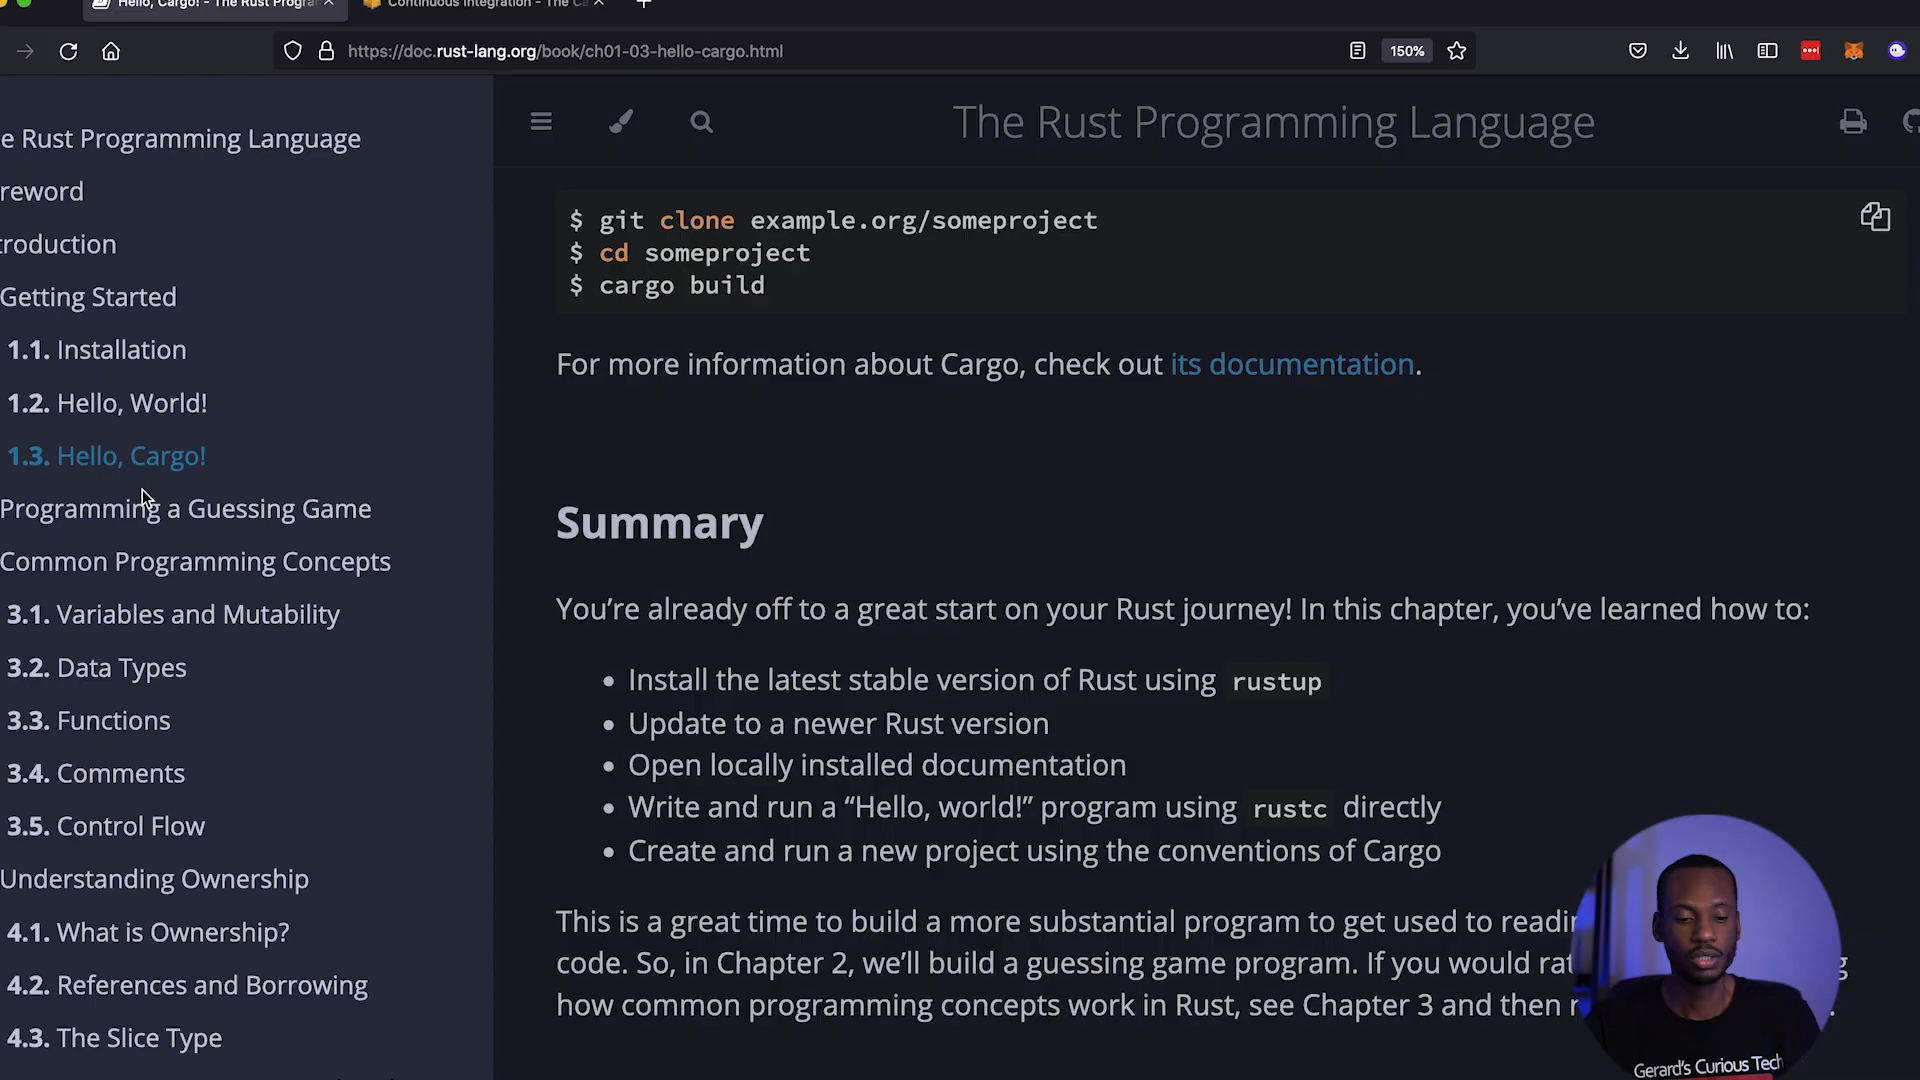 Hello, Cargo! - The Rust Progra
Continuous Integration - The Ca
https://doc.rust-lang.org/book/ch01-03-hello-cargo.html
150%
e Rust Programming Language
reword
troduction
Getting Started
1.1. Installation
1.2. Hello, World!
1.3. Hello, Cargo!
Programming a Guessing Game
Common Programming Concepts
3.1. Variables and Mutability
3.2. Data Types
3.3. Functions
3.4. Comments
3.5. Control Flow
Understanding Ownership
4.1. What is Ownership?
4.2. References and Borrowing
4.3. The Slice Type
The Rust Programming Language
$ git clone example.org/someproject
$ cd someproject
$ cargo build
For more information about Cargo, check out its documentation.
Summary
You’re already off to a great start on your Rust journey! In this chapter, you’ve learned how to:
• Install the latest stable version of Rust using rustup
• Update to a newer Rust version
• Open locally installed documentation
• Write and run a “Hello, world!” program using rustc directly
• Create and run a new project using the conventions of Cargo
This is a great time to build a more substantial program to get used to readin
code. So, in Chapter 2, we’ll build a guessing game program. If you would rat g
how common programming concepts work in Rust, see Chapter 3 and then r .
Gerard’s Curious Tech